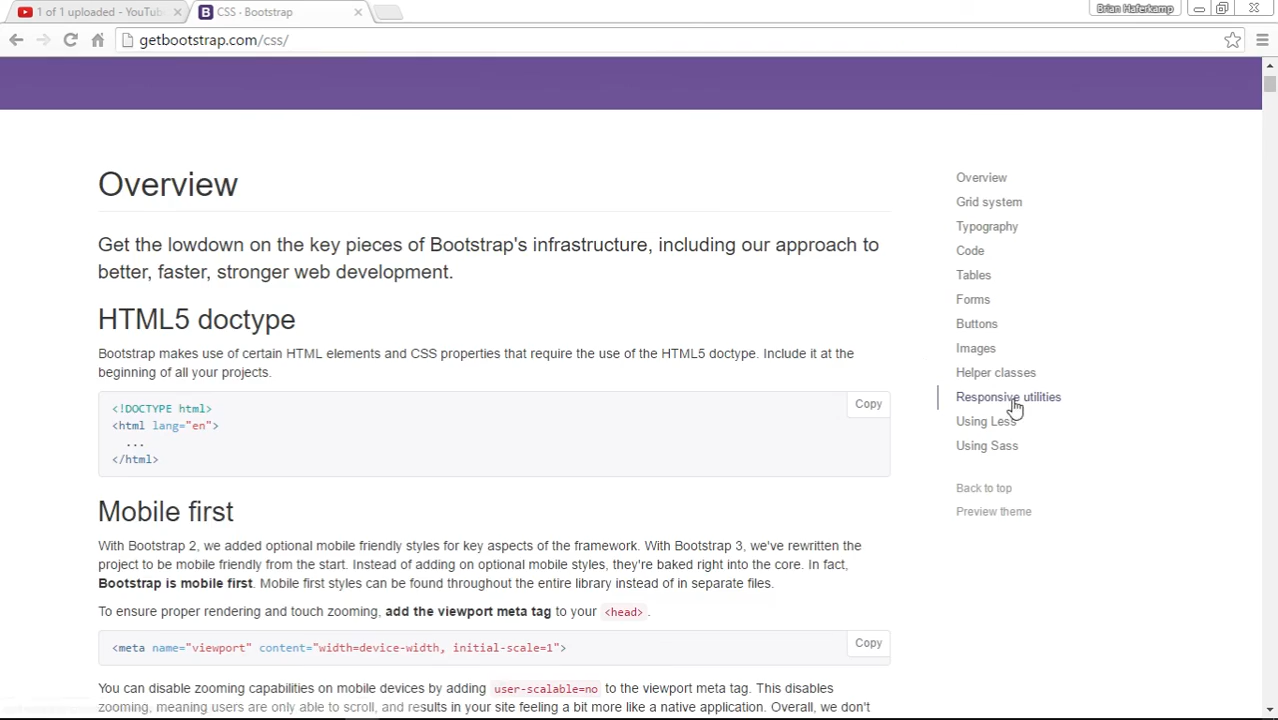 1 of 1 uploaded - YouTub
CSS · Bootstrap
Brian Haferkamp
getbootstrap.com/css/
Overview
Get the lowdown on the key pieces of Bootstrap's infrastructure, including our approach to
better, faster, stronger web development.
HTML5 doctype
Bootstrap makes use of certain HTML elements and CSS properties that require the use of the HTML5 doctype. Include it at the
beginning of all your projects.
Copy
<!DOCTYPE html>
<html lang="en">
...
</html>
Mobile first
With Bootstrap 2, we added optional mobile friendly styles for key aspects of the framework. With Bootstrap 3, we've rewritten the
project to be mobile friendly from the start. Instead of adding on optional mobile styles, they're baked right into the core. In fact,
Bootstrap is mobile first. Mobile first styles can be found throughout the entire library instead of in separate files.
To ensure proper rendering and touch zooming, add the viewport meta tag to your <head>.
Copy
<meta name="viewport" content="width=device-width, initial-scale=1">
You can disable zooming capabilities on mobile devices by adding user-scalable=no to the viewport meta tag. This disables
zooming, meaning users are only able to scroll, and results in your site feeling a bit more like a native application. Overall, we don't
Overview
Grid system
Typography
Code
Tables
Forms
Buttons
Images
Helper classes
Responsive utilities
Using Less
Using Sass
Back to top
Preview theme